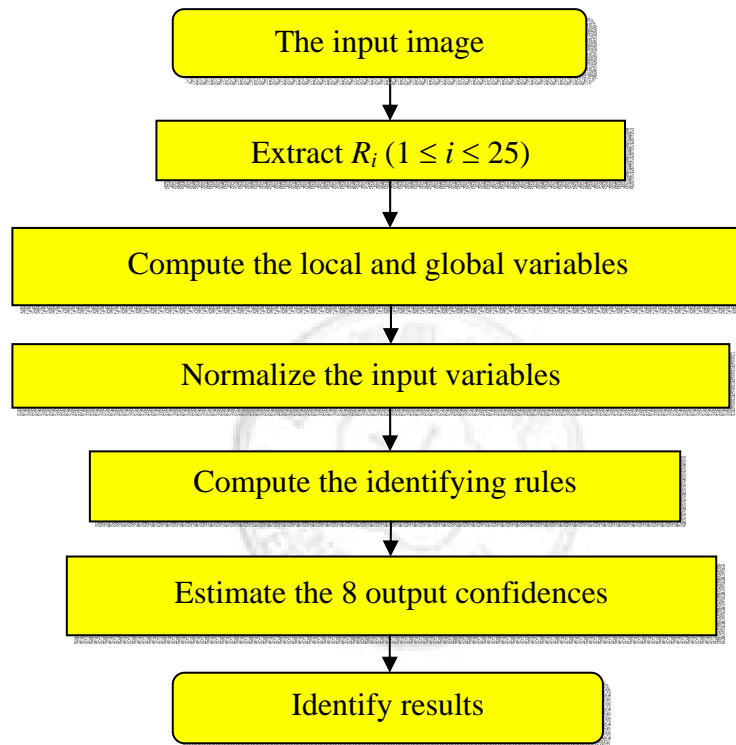 The input image
Extract Rᵢ (1 ≤ i ≤ 25)
Compute the local and global variables
Normalize the input variables
Compute the identifying rules
Estimate the 8 output confidences
Identify results